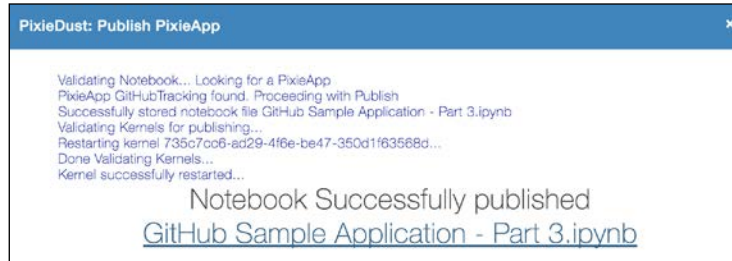 PixieDust: Publish PixieApp
Validating Notebook... Looking for a PixieApp
PixieApp GitHubTracking found. Proceeding with Publish
Successfully stored notebook file GitHub Sample Application - Part 3.ipynb
Validating Kernels for publishing...
Restarting kernel 735c7cc6-ad29-4f6e-be47-350d1f63568d...
Done Validating Kernels...
Kernel successfully restarted...
Notebook Successfully published
GitHub Sample Application - Part 3.ipynb